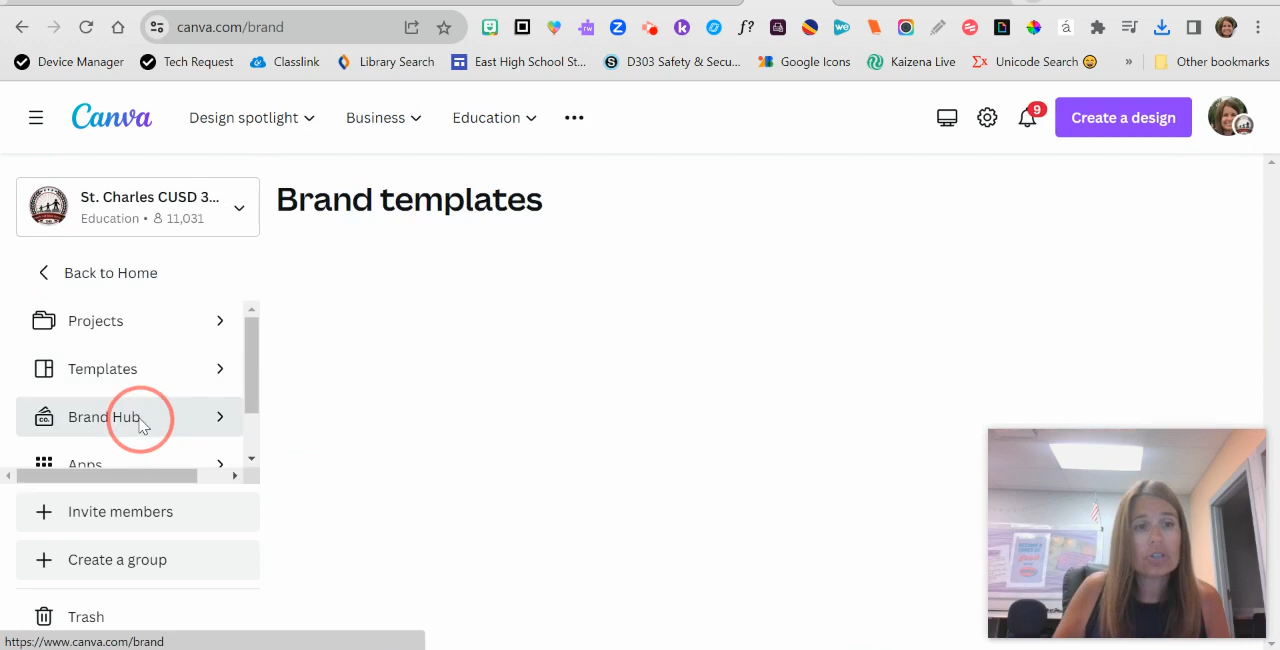 canva.com/brand
Device Manager
Tech Request
Classlink
Library Search
East High School St...
D303 Safety & Secu...
Google Icons
Kaizena Live
Unicode Search
»
Other bookmarks
Canva
Design spotlight
Business
Education
•••
9
Create a design
St. Charles CUSD 3...
Education • 11,031
Brand templates
Back to Home
Projects
Templates
Brand Hub
Apps
Invite members
Create a group
Trash
https://www.canva.com/brand